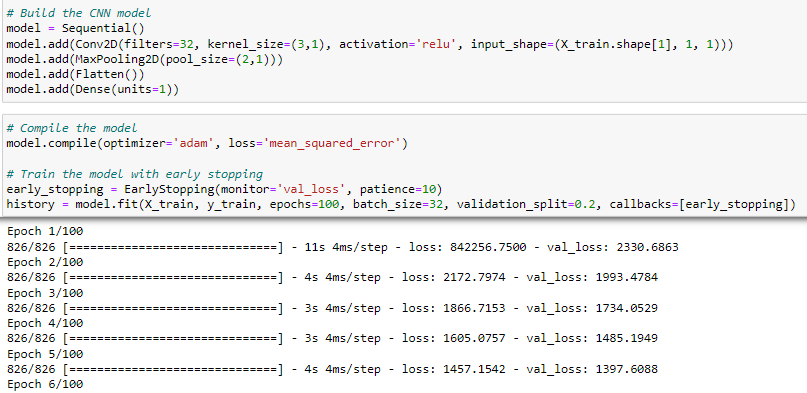 # Build the CNN model
model = Sequential()
model.add(Conv2D(filters=32, kernel_size=(3,1), activation='relu', input_shape=(X_train.shape[1], 1, 1)))
model.add(MaxPooling2D(pool_size=(2,1)))
model.add(Flatten())
model.add(Dense(units=1))
# Compile the model
model.compile(optimizer='adam', loss='mean_squared_error')
# Train the model with early stopping
early_stopping = EarlyStopping(monitor='val_loss', patience=10)
history = model.fit(X_train, y_train, epochs=100, batch_size=32, validation_split=0.2, callbacks=[early_stopping])
Epoch 1/100
826/826 [==============================] - 11s 4ms/step - loss: 842256.7500 - val_loss: 2330.6863
Epoch 2/100
826/826 [==============================] - 4s 4ms/step - loss: 2172.7974 - val_loss: 1993.4784
Epoch 3/100
826/826 [==============================] - 3s 4ms/step - loss: 1866.7153 - val_loss: 1734.0529
Epoch 4/100
826/826 [==============================] - 3s 4ms/step - loss: 1605.0757 - val_loss: 1485.1949
Epoch 5/100
826/826 [==============================] - 4s 4ms/step - loss: 1457.1542 - val_loss: 1397.6088
Epoch 6/100